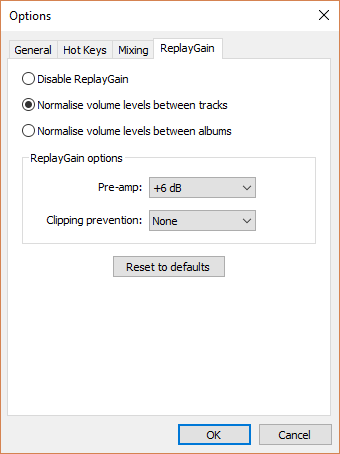 Options
General Hot Keys Mixing ReplayGain
Disable ReplayGain
Normalise volume levels between tracks
Normalise volume levels between albums
ReplayGain options
Pre-amp: +6 dB
Clipping prevention: None
Reset to defaults
OK Cancel